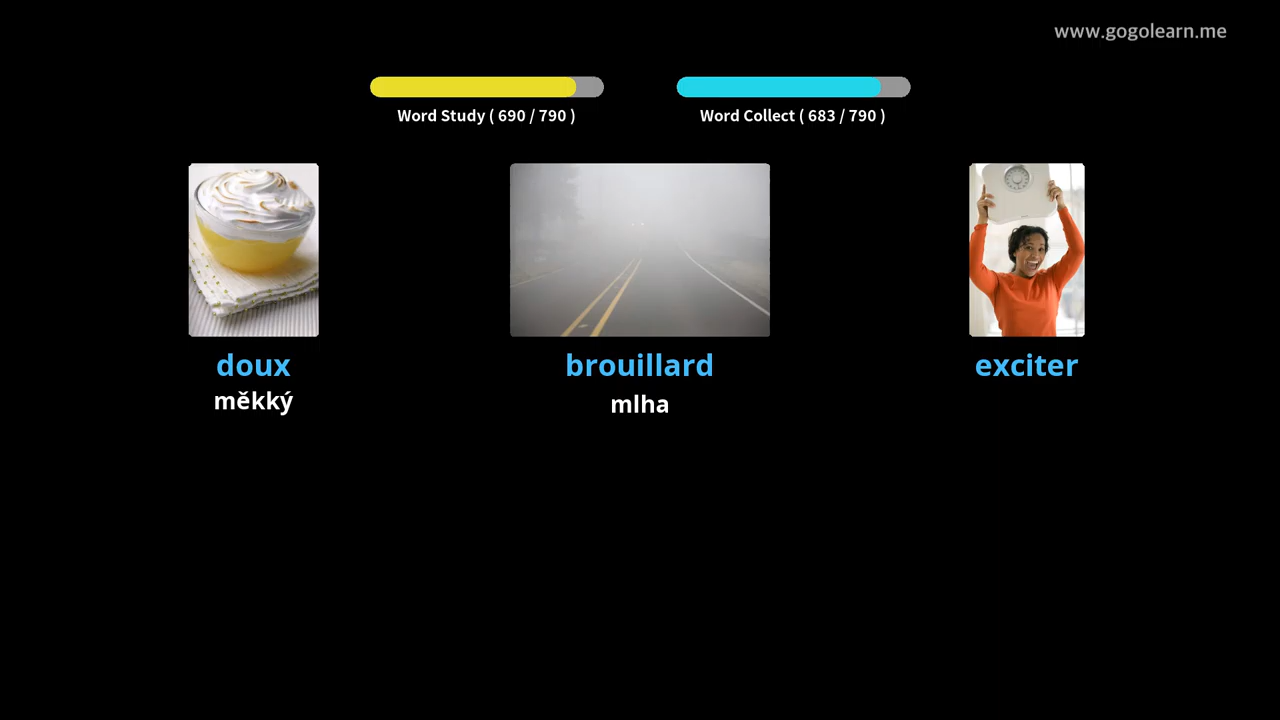 www.gogolearn.me
Word Study ( 690 / 790 )
Word Collect ( 683 / 790 )
doux
měkký
brouillard
mlha
exciter